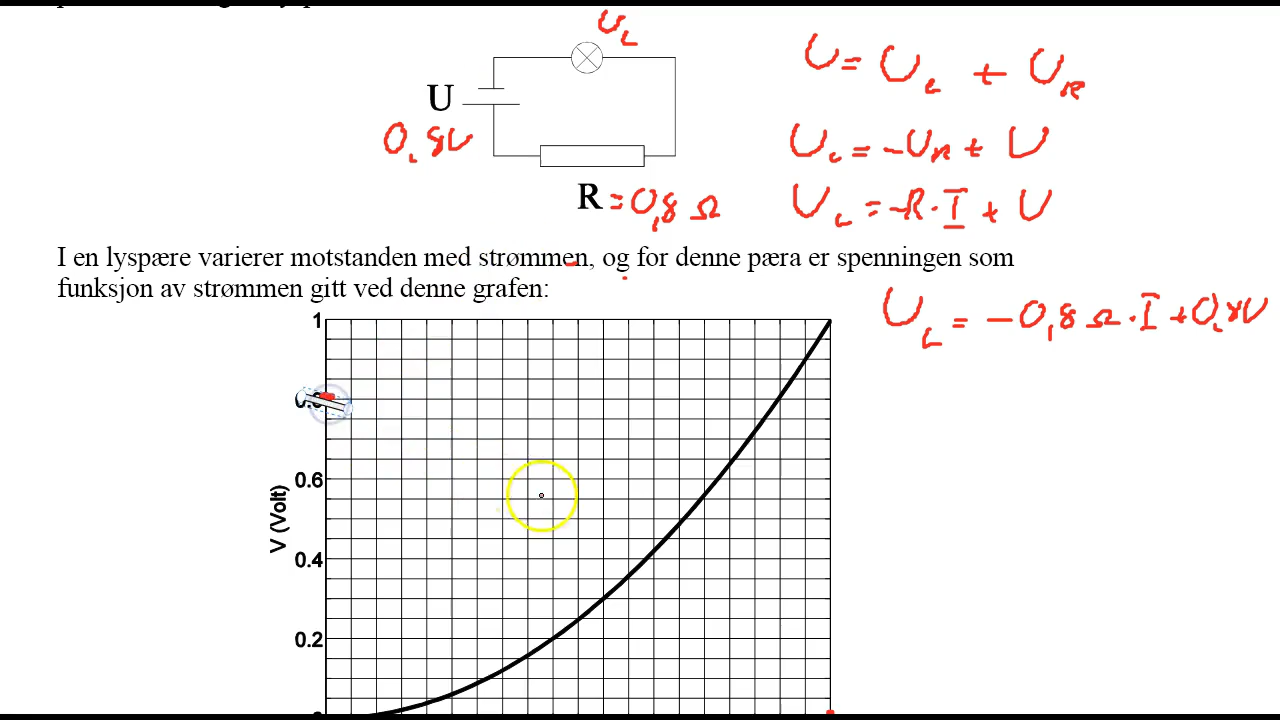 U_L
U = U_L + U_R
U
0,8V
U_L = -U_R + U
R = 0,8 Ω
U_L = -R · I + U
I en lyspære varierer motstanden med strømmen, og for denne pæra er spenningen som
funksjon av strømmen gitt ved denne grafen:
U_L = -0,8 Ω · I + 0,8V
1
0.6
V (Volt)
0.4
0.2